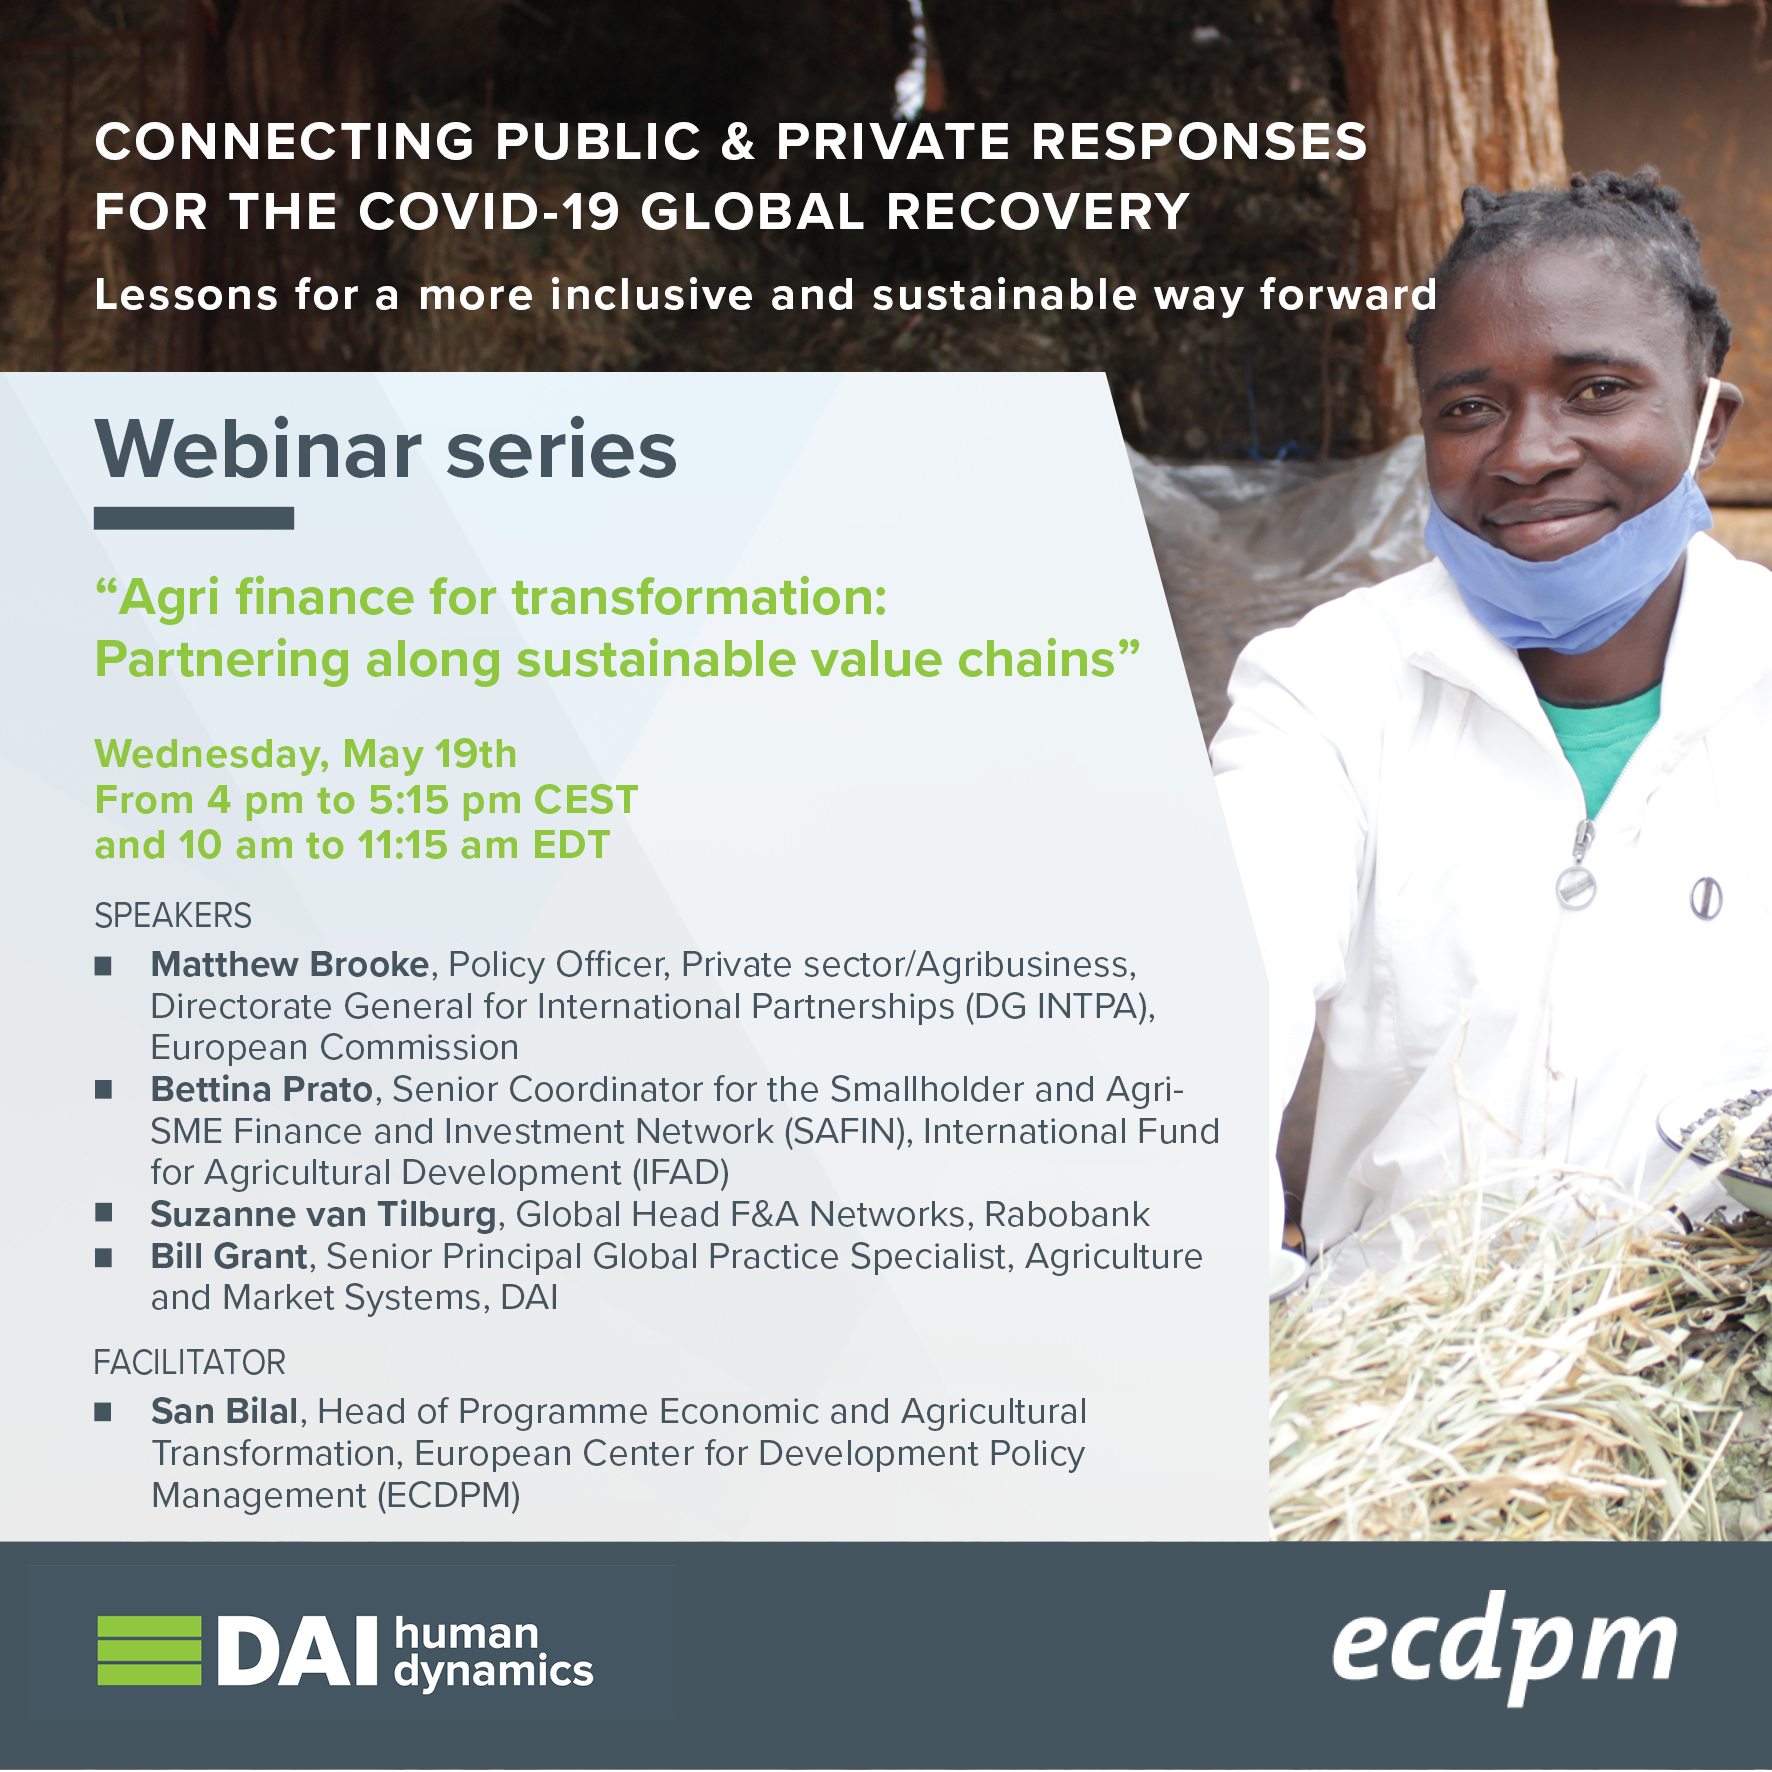 CONNECTING PUBLIC & PRIVATE RESPONSES
FOR THE COVID-19 GLOBAL RECOVERY
Lessons for a more inclusive and sustainable way forward
Webinar series
“Agri finance for transformation:
Partnering along sustainable value chains”
Wednesday, May 19th
From 4 pm to 5:15 pm CEST
and 10 am to 11:15 am EDT
SPEAKERS
■ Matthew Brooke, Policy Officer, Private sector/Agribusiness,
Directorate General for International Partnerships (DG INTPA),
European Commission
■ Bettina Prato, Senior Coordinator for the Smallholder and Agri-
SME Finance and Investment Network (SAFIN), International Fund
for Agricultural Development (IFAD)
■ Suzanne van Tilburg, Global Head F&A Networks, Rabobank
■ Bill Grant, Senior Principal Global Practice Specialist, Agriculture
and Market Systems, DAI
FACILITATOR
■ San Bilal, Head of Programme Economic and Agricultural
Transformation, European Center for Development Policy
Management (ECDPM)
DAI human
dynamics
ecdpm